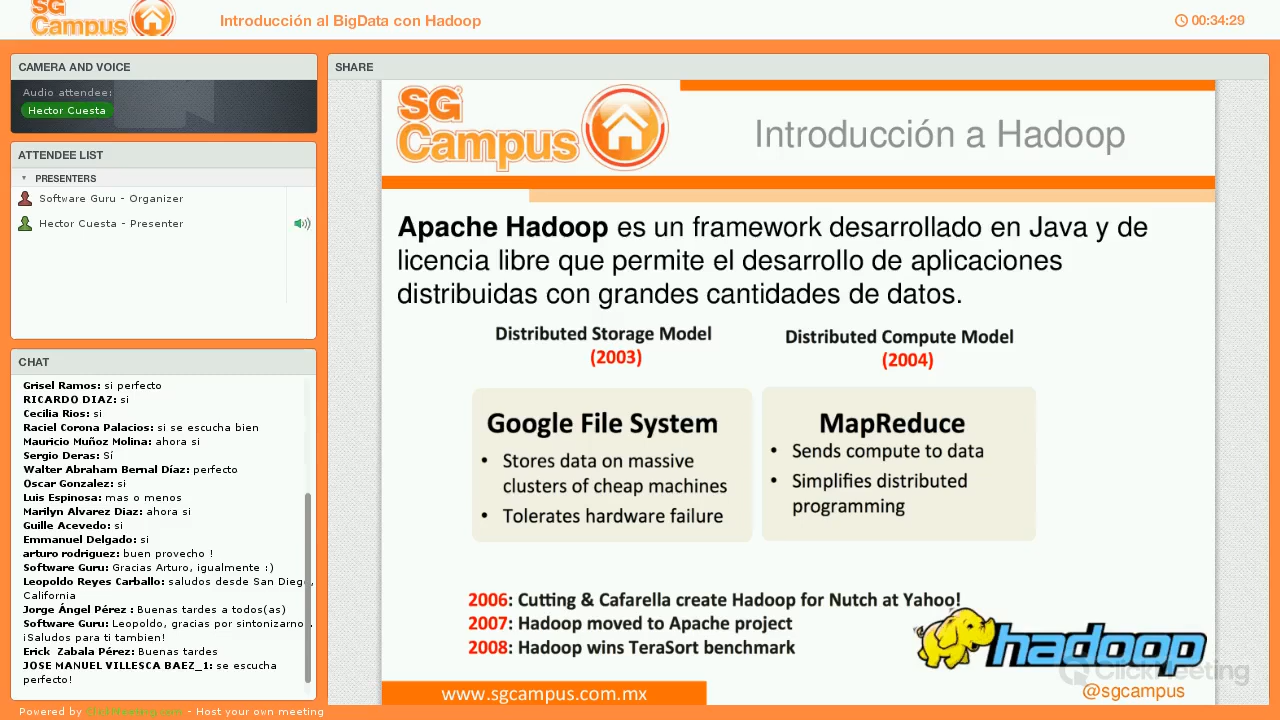 SG
Campus
Introducción al BigData con Hadoop
00:34:29
CAMERA AND VOICE
Audio attendee:
Hector Cuesta
ATTENDEE LIST
PRESENTERS
Software Guru - Organizer
Hector Cuesta - Presenter
CHAT
Grisel Ramos: si perfecto
RICARDO DIAZ: si
Cecilia Rios: si
Raciel Corona Palacios: si se escucha bien
Mauricio Muñoz Molina: ahora si
Sergio Deras: Sí
Walter Abraham Bernal Díaz: perfecto
Oscar Gonzalez: si
Luis Espinosa: mas o menos
Marilyn Alvarez Diaz: ahora si
Guille Acevedo: si
Emmanuel Delgado: si
arturo rodriguez: buen provecho !
Software Guru: Gracias Arturo, igualmente :)
Leopoldo Reyes Carballo: saludos desde San Diego,
California
Jorge Ángel Pérez : Buenas tardes a todos(as)
Software Guru: Leopoldo, gracias por sintonizarno
¡Saludos para ti tambien!
Erick Zabala Pérez: Buenas tardes
JOSE MANUEL VILLESCA BAEZ_1: se escucha
perfecto!
Powered by ClickMeeting.com - Host your own meeting
SHARE
SG
Campus
Introducción a Hadoop
Apache Hadoop es un framework desarrollado en Java y de
licencia libre que permite el desarrollo de aplicaciones
distribuidas con grandes cantidades de datos.
Distributed Storage Model
(2003)
Google File System
• Stores data on massive
clusters of cheap machines
• Tolerates hardware failure
Distributed Compute Model
(2004)
MapReduce
• Sends compute to data
• Simplifies distributed
programming
2006: Cutting & Cafarella create Hadoop for Nutch at Yahoo!
2007: Hadoop moved to Apache project
2008: Hadoop wins TeraSort benchmark
hadoop
ClickMeeting
www.sgcampus.com.mx
@sgcampus